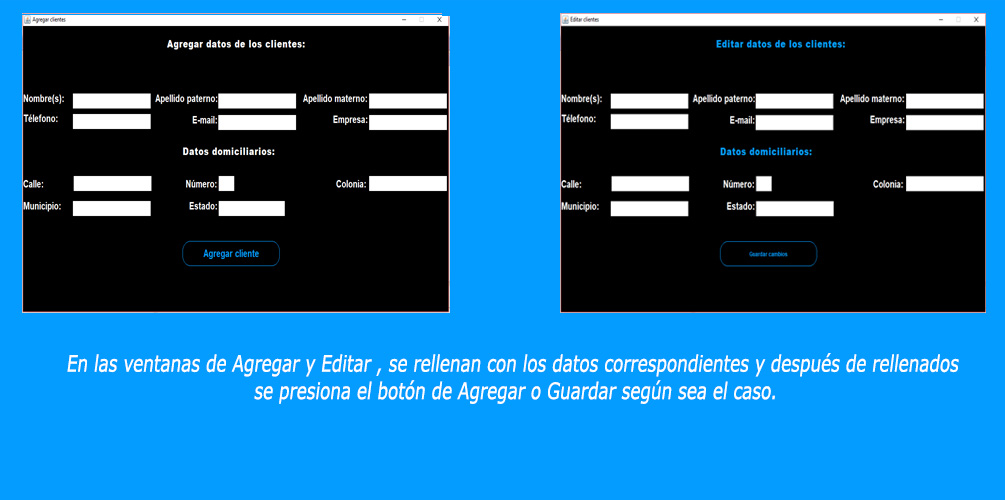 Agregar clientes
Agregar datos de los clientes:
Nombre(s): Apellido paterno: Apellido materno:
Télefono: E-mail: Empresa:
Datos domiciliarios:
Calle: Número: Colonia:
Municipio: Estado:
Agregar cliente
Editar clientes
Editar datos de los clientes:
Nombre(s): Apellido paterno: Apellido materno:
Télefono: E-mail: Empresa:
Datos domiciliarios:
Calle: Número: Colonia:
Municipio: Estado:
Guardar cambios
En las ventanas de Agregar y Editar , se rellenan con los datos correspondientes y después de rellenados
se presiona el botón de Agregar o Guardar según sea el caso.